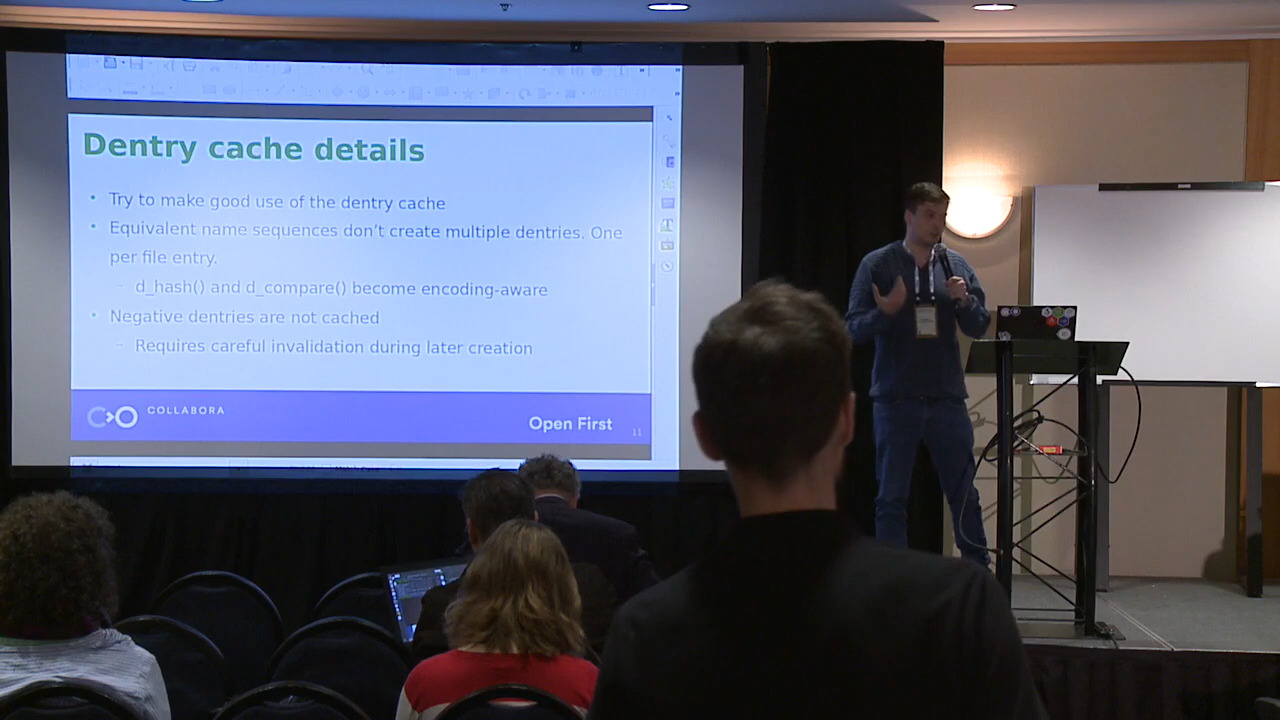 Dentry cache details
• Try to make good use of the dentry cache
• Equivalent name sequences don't create multiple dentries. One
per file entry.
– d_hash() and d_compare() become encoding-aware
• Negative dentries are not cached
– Requires careful invalidation during later creation
COLLABORA
Open First
11